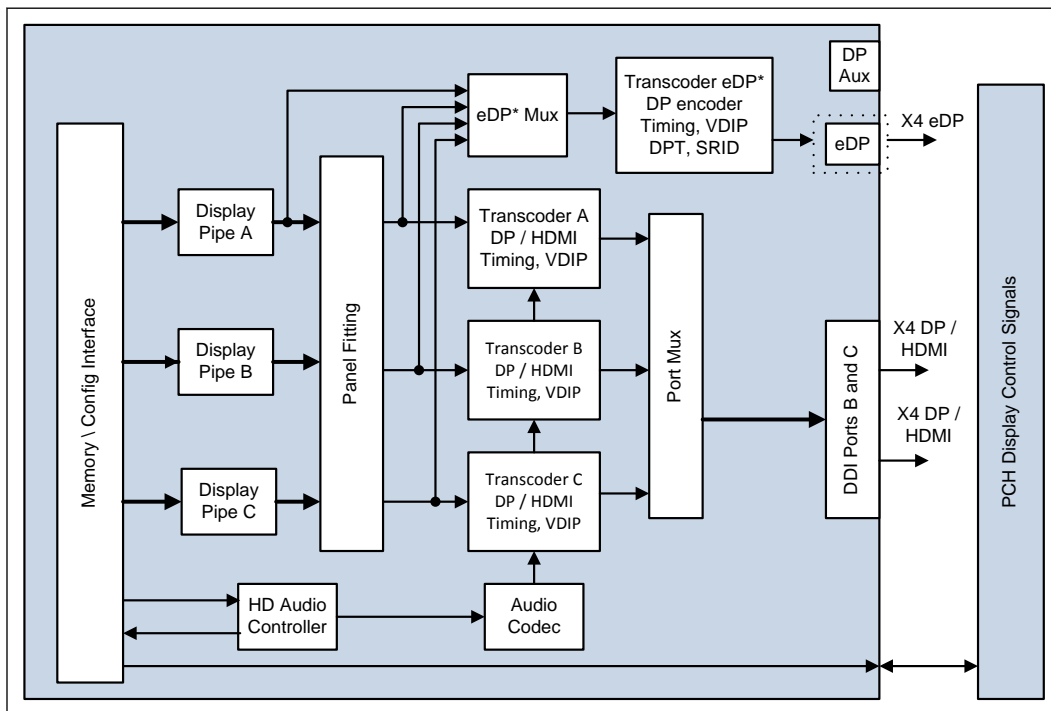 DP
Aux
Transcoder eDP*
DP encoder
Timing, VDIP
DPT, SRID
eDP* Mux
eDP
X4 eDP
Memory \ Config Interface
Display
Pipe A
Display
Pipe B
Display
Pipe C
Panel Fitting
Transcoder A
DP / HDMI
Timing, VDIP
Transcoder B
DP / HDMI
Timing, VDIP
Transcoder C
DP / HDMI
Timing, VDIP
Port Mux
DDI Ports B and C
X4 DP /
HDMI
X4 DP /
HDMI
PCH Display Control Signals
HD Audio
Controller
Audio
Codec